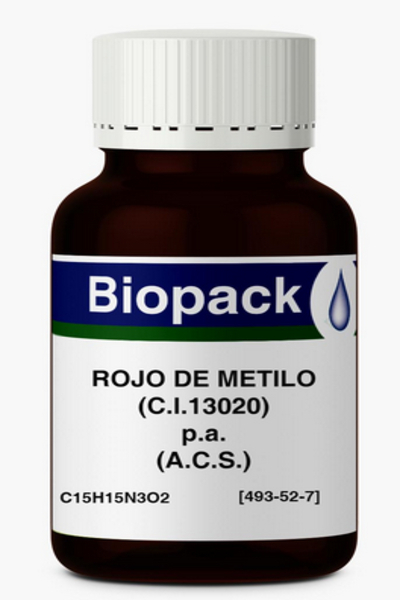 Biopack
ROJO DE METILO
(C.I.13020)
p.a.
(A.C.S.)
C15H15N3O2 [493-52-7]